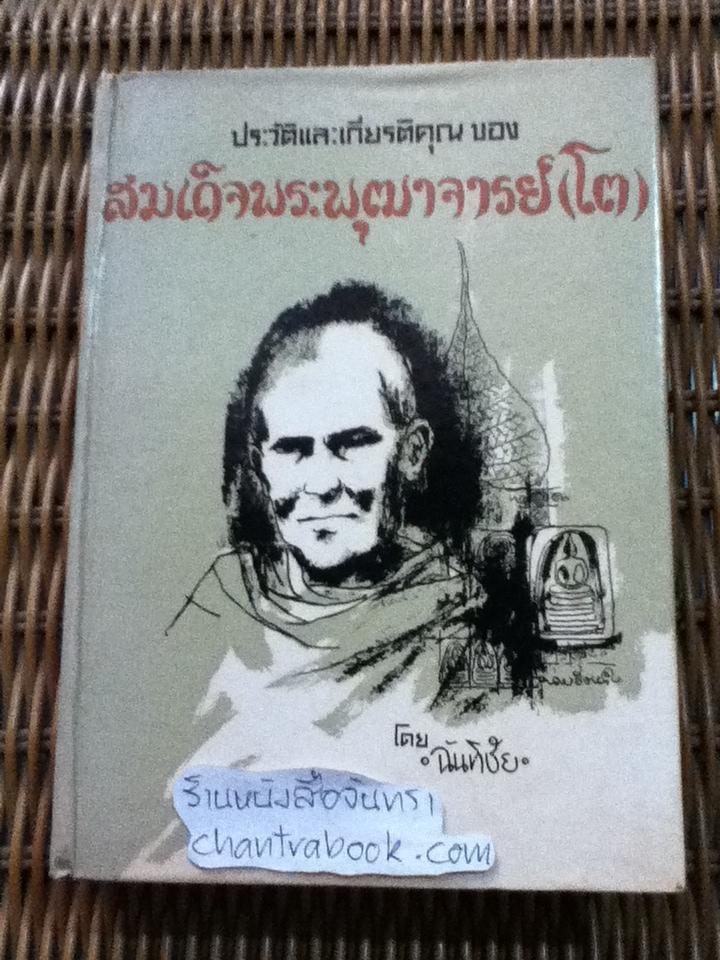 ประวัติและเกียรติคุณ ของ
สมเด็จพระพุฒาจารย์ (โต)
โดย
•ฉันทิชัย•
ร้านหนังสือจันทรา
chantrabook.com